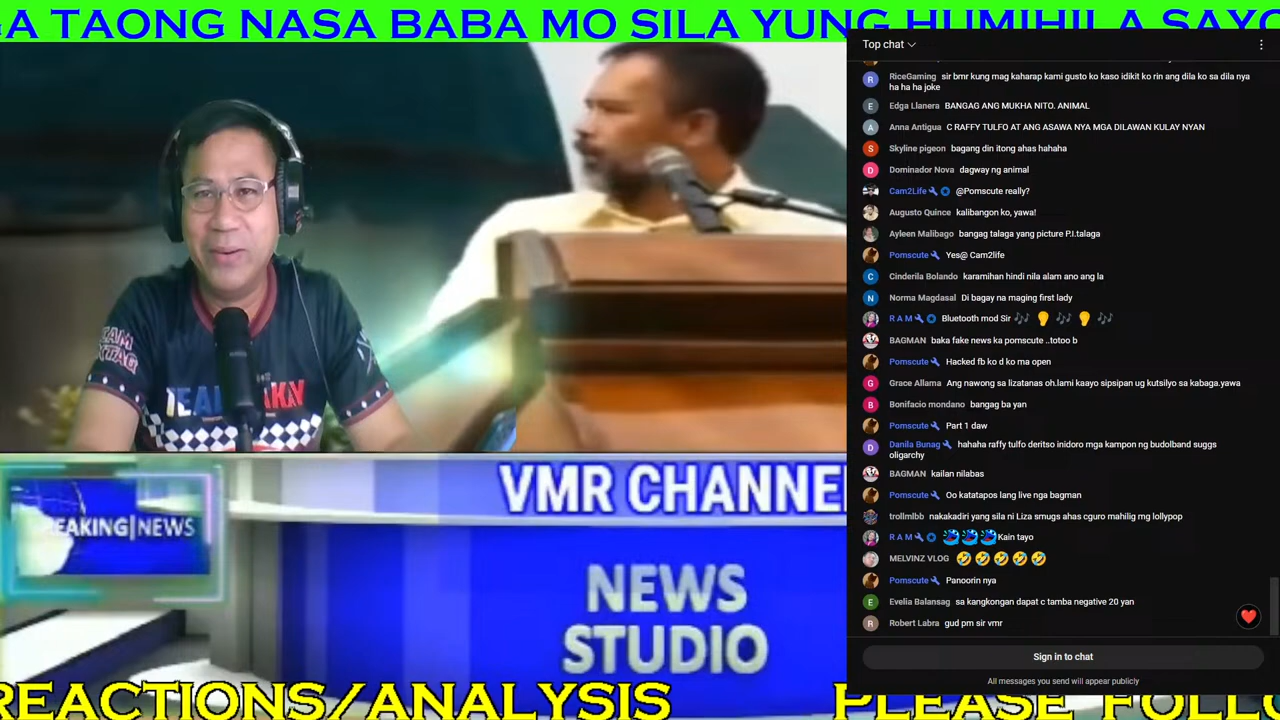 A TAONG NASA BABA MO SILA YUNG HUMIHILA SAYO
Top chat
RiceGaming sir bmr kung mag kaharap kami gusto ko kaso idikit ko rin ang dila ko sa dila nya
ha ha ha joke
E Edga Llanera BANGAG ANG MUKHA NITO. ANIMAL
A Anna Antigua C RAFFY TULFO AT ANG ASAWA NYA MGA DILAWAN KULAY NYAN
S Skyline pigeon bagang din itong ahas hahaha
D Dominador Nova dagway ng animal
Cam2Life @Pomscute really?
Augusto Quince kalibangon ko, yawa!
Ayleen Malibago bangag talaga yang picture P.I.talaga
Pomscute Yes@ Cam2life
C Cinderila Bolando karamihan hindi nila alam ano ang la
N Norma Magdasal Di bagay na maging first lady
R A M Bluetooth mod Sir 🎶 👂 🎶 👂 🎶
BAGMAN baka fake news ka pomscute ..totoo b
Pomscute Hacked fb ko d ko ma open
G Grace Allama Ang nawong sa lizatanas oh.lami kaayo sipsipan ug kutsilyo sa kabaga.yawa
B Bonifacio mondano bangag ba yan
Pomscute Part 1 daw
D Danila Bunag hahaha raffy tulfo deritso inidoro mga kampon ng budolband suggs
oligarchy
BAGMAN kailan nilabas
Pomscute Oo katatapos lang live nga bagman
trollmlbb nakakadiri yang sila ni Liza smugs ahas cguro mahilig mg lollypop
R A M Kain tayo
MELVINZ VLOG 🤣🤣🤣🤣🤣
Pomscute Panoorin nya
E Evelia Balansag sa kangkongan dapat c tamba negative 20 yan
R Robert Labra gud pm sir vmr
Sign in to chat
All messages you send will appear publicly
VMR CHANNE
EAKING|NEWS
NEWS
STUDIO
REACTIONS/ANALYSIS PLEASE FOLLO